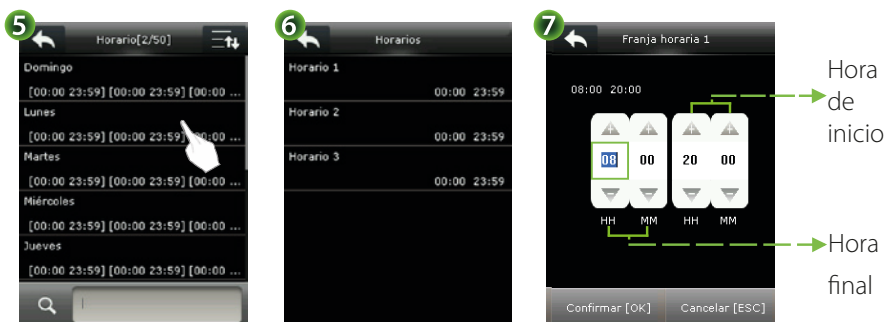 5
Horario[2/50]
Domingo
[00:00 23:59] [00:00 23:59] [00:00 ...
Lunes
[00:00 23:59] [00:00 23:59] [00:00 ...
Martes
[00:00 23:59] [00:00 23:59] [00:00 ...
Miércoles
[00:00 23:59] [00:00 23:59] [00:00 ...
Jueves
[00:00 23:59] [00:00 23:59] [00:00 ...
6
Horarios
Horario 1
00:00 23:59
Horario 2
00:00 23:59
Horario 3
00:00 23:59
7
Franja horaria 1
08:00 20:00
08 00 20 00
HH MM HH MM
Confirmar [OK] Cancelar [ESC]
Hora
de
inicio
Hora
final